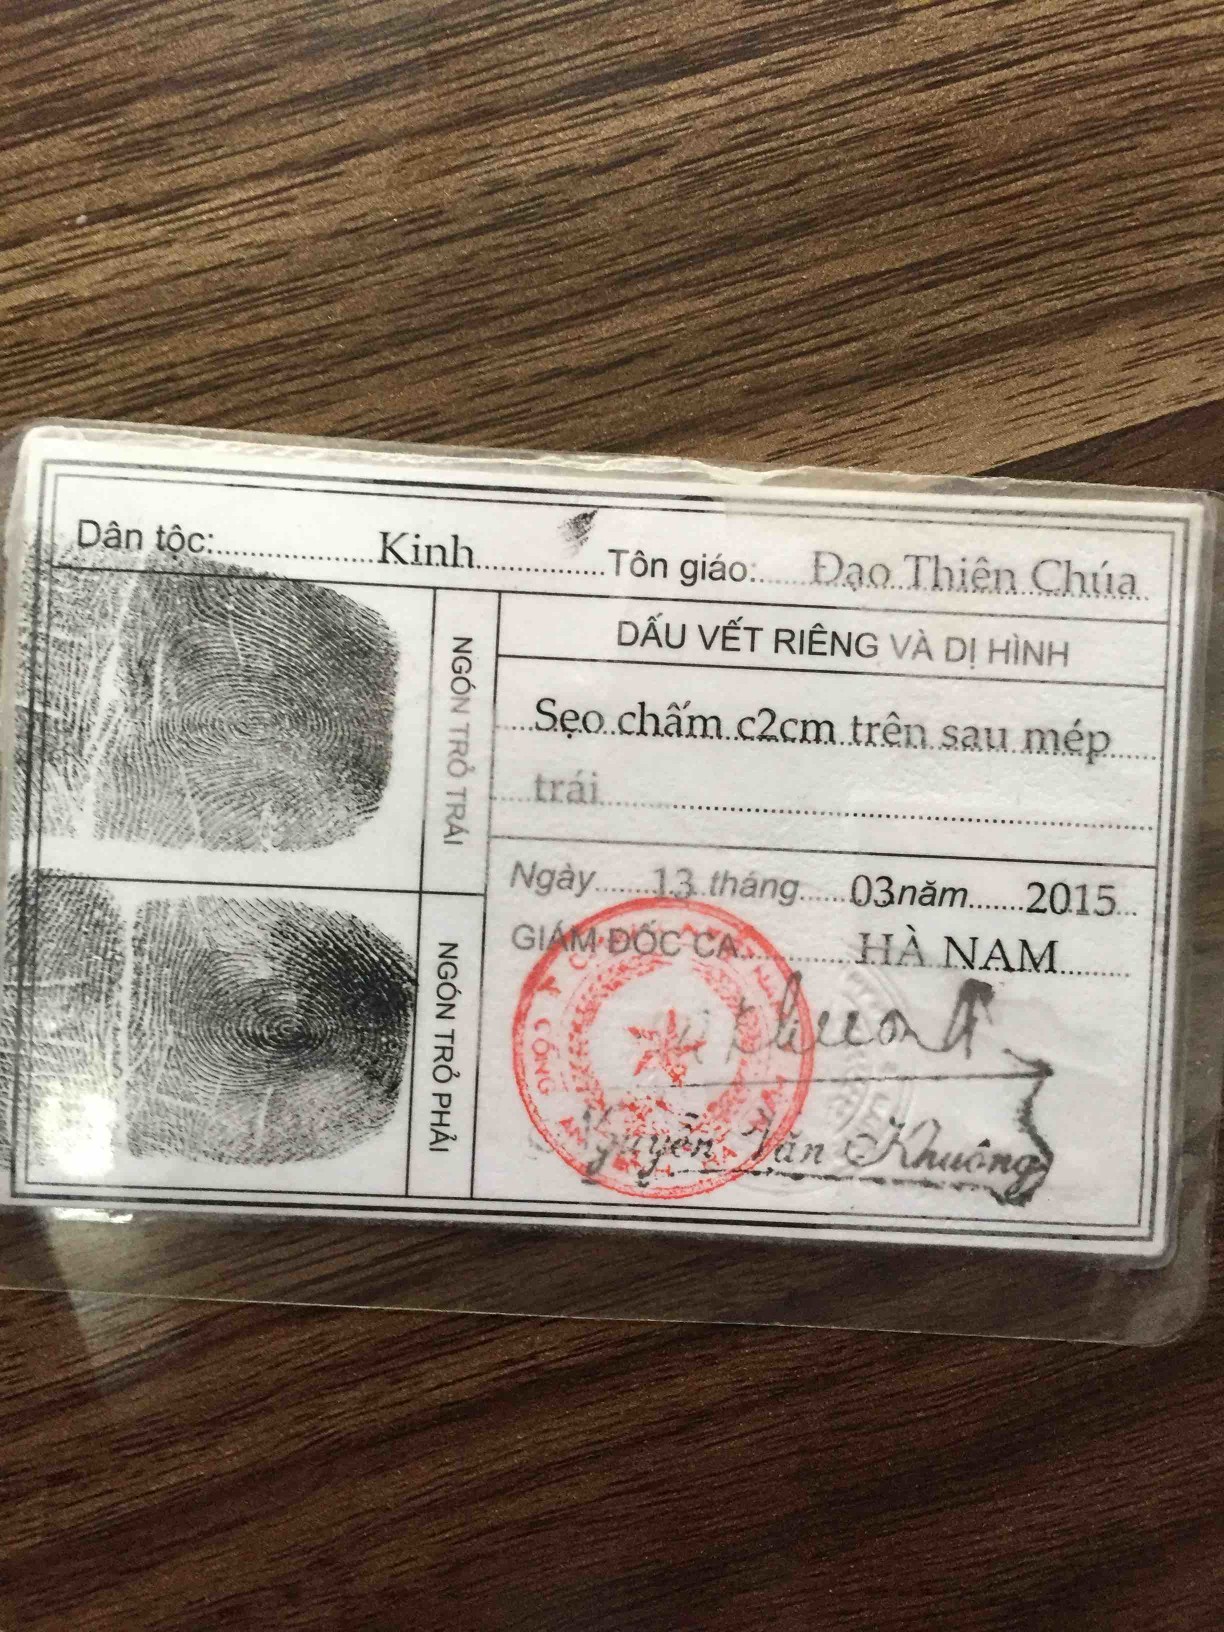 Dân tộc: Kinh Tôn giáo: Đạo Thiên Chúa
NGÓN TRỎ TRÁI
DẤU VẾT RIÊNG VÀ DỊ HÌNH
Sẹo chấm c2cm trên sau mép
trái
NGÓN TRỎ PHẢI
Ngày 13 tháng 03 năm 2015
GIÁM ĐỐC CA HÀ NAM
CÔNG AN
Nguyễn Văn Khuông